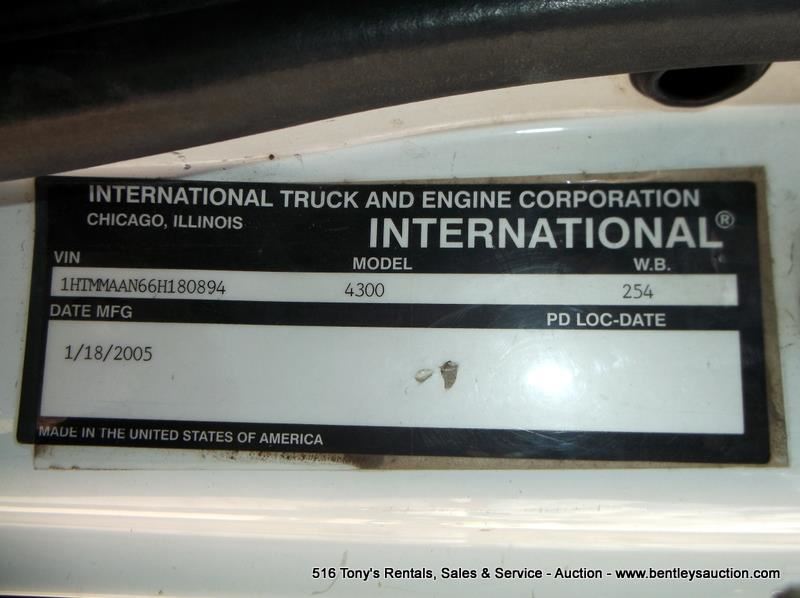 INTERNATIONAL TRUCK AND ENGINE CORPORATION
CHICAGO, ILLINOIS INTERNATIONAL®
VIN MODEL W.B.
1HTMMAAN66H180894 4300 254
DATE MFG PD LOC-DATE
1/18/2005
MADE IN THE UNITED STATES OF AMERICA
516 Tony's Rentals, Sales & Service - Auction - www.bentleysauction.com